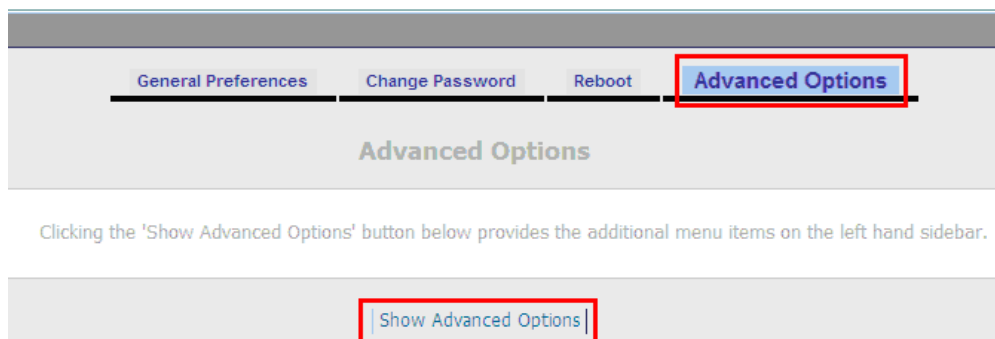 General Preferences Change Password Reboot Advanced Options
Advanced Options
Clicking the 'Show Advanced Options' button below provides the additional menu items on the left hand sidebar.
Show Advanced Options